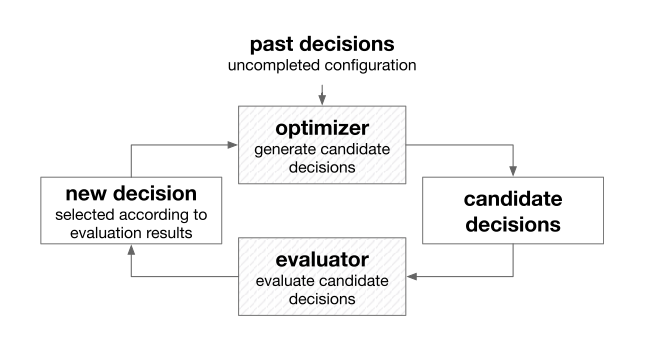 past decisions
uncompleted configuration
optimizer
generate candidate
decisions
new decision
selected according to
evaluation results
candidate
decisions
evaluator
evaluate candidate
decisions